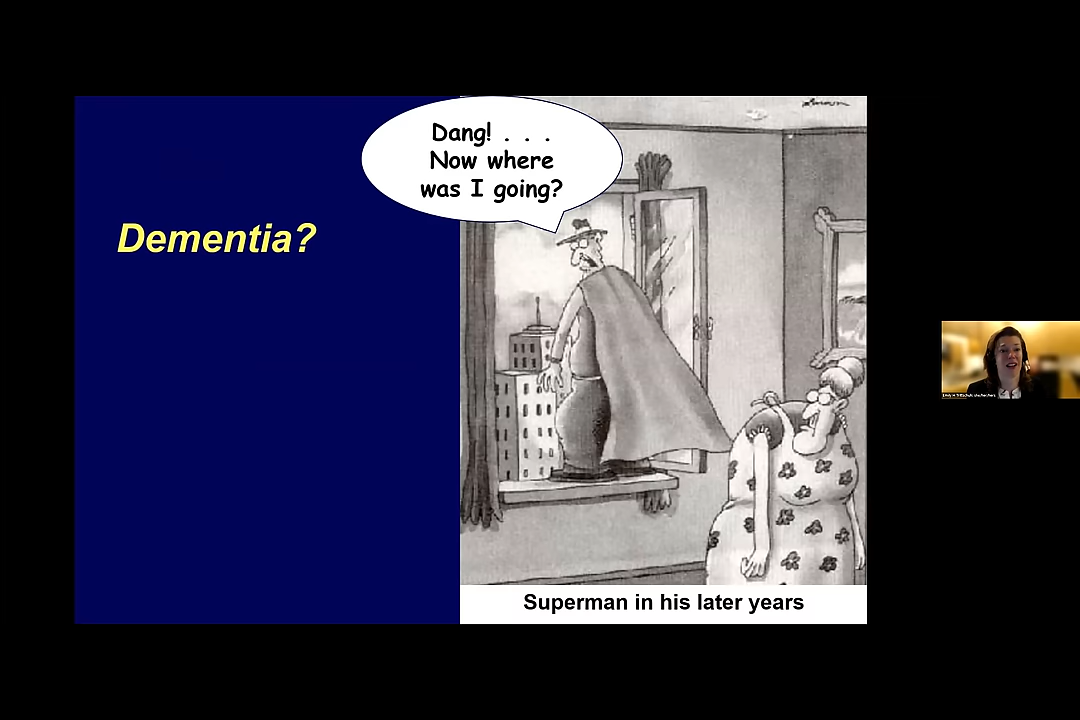 Dang! . . .
Now where
was I going?
Dementia?
Superman in his later years